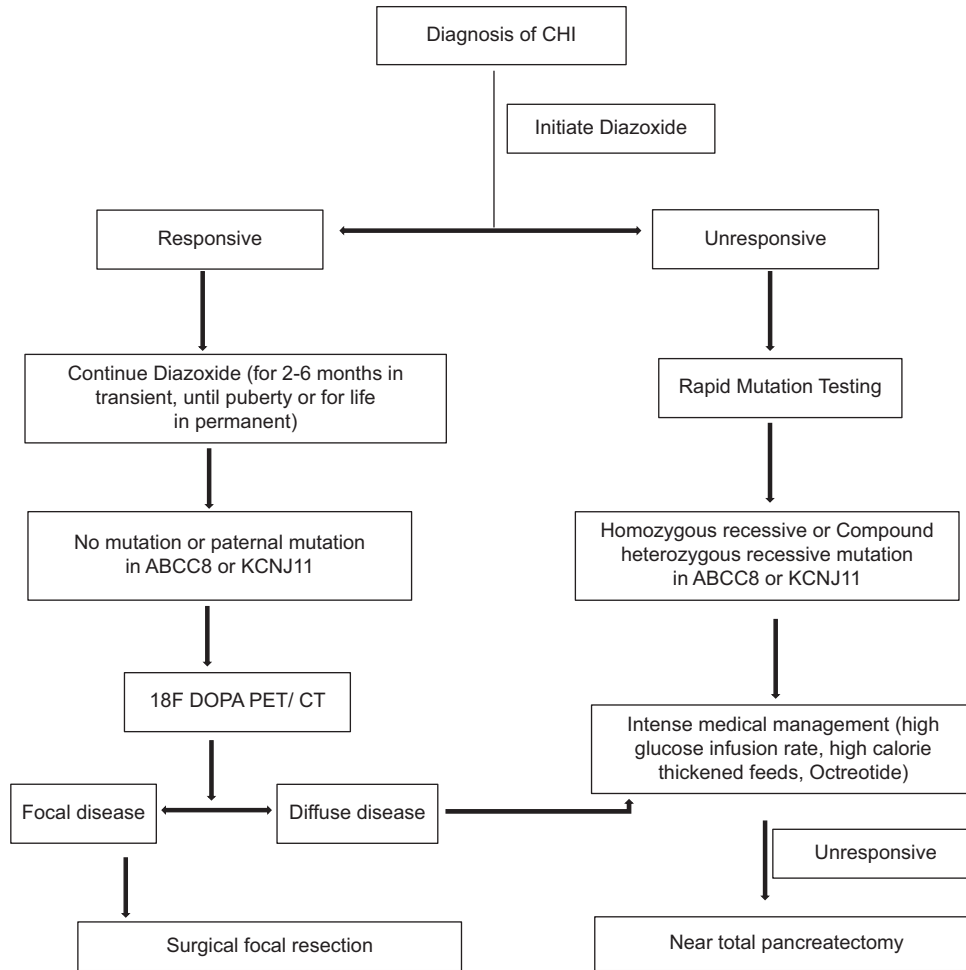 Diagnosis of CHI
Initiate Diazoxide
Responsive
Unresponsive
Continue Diazoxide (for 2-6 months in
transient, until puberty or for life
in permanent)
Rapid Mutation Testing
No mutation or paternal mutation
in ABCC8 or KCNJ11
Homozygous recessive or Compound
heterozygous recessive mutation
in ABCC8 or KCNJ11
18F DOPA PET/ CT
Intense medical management (high
glucose infusion rate, high calorie
thickened feeds, Octreotide)
Focal disease
Diffuse disease
Unresponsive
Surgical focal resection
Near total pancreatectomy